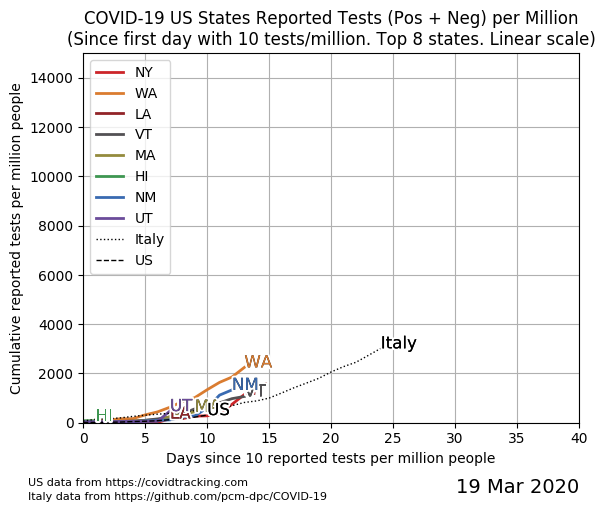 COVID-19 US States Reported Tests (Pos + Neg) per Million
(Since first day with 10 tests/million. Top 8 states. Linear scale)
Cumulative reported tests per million people
14000
12000
10000
8000
6000
4000
2000
0
NY
WA
LA
VT
MA
HI
NM
UT
Italy
US
Italy
WA
NM
VT
UT
MA
LA
US
HI
0 5 10 15 20 25 30 35 40
Days since 10 reported tests per million people
US data from https://covidtracking.com
Italy data from https://github.com/pcm-dpc/COVID-19
19 Mar 2020